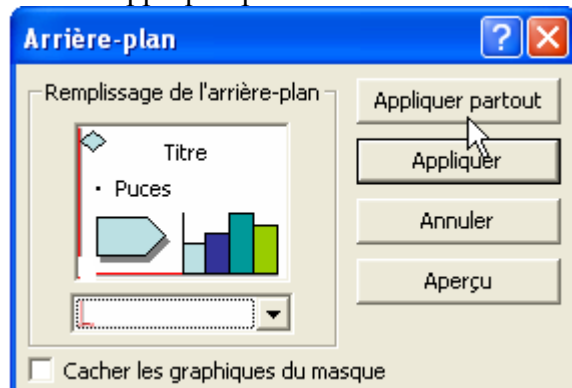 Arrière-plan
Remplissage de l'arrière-plan
Titre
• Puces
Appliquer partout
Appliquer
Annuler
Aperçu
Cacher les graphiques du masque